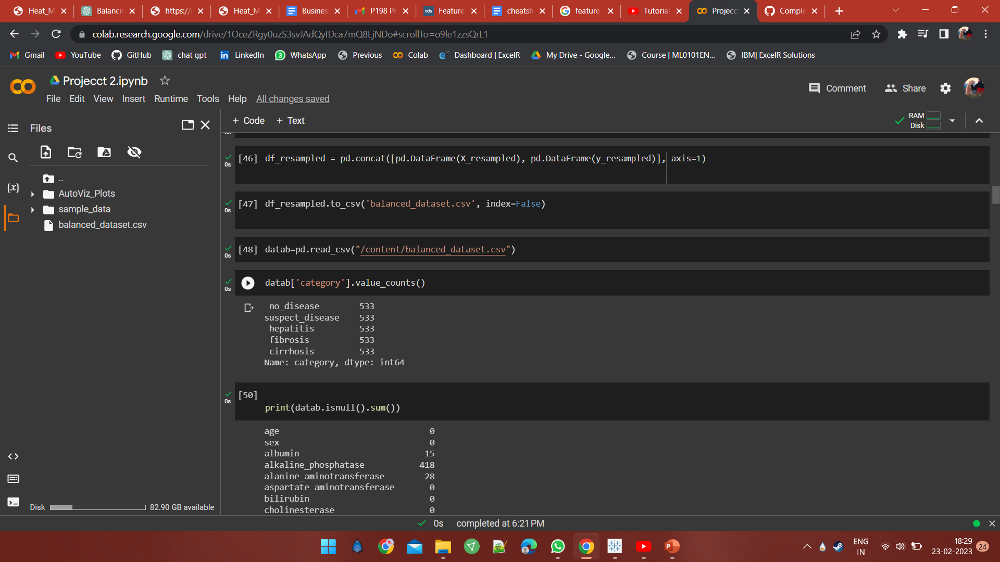 Heat_M
Balancin
https://
Heat_M
Busines
P198 Pr
tds Feature
cheatsh
feature
Tutorial
Projecc
Comple
colab.research.google.com/drive/1OceZRgy0uzS3svJAdQyIDca7mQ8EjNDo#scrollTo=o9le1zzsQrL1
Gmail YouTube GitHub chat gpt LinkedIn WhatsApp Previous Colab Dashboard | ExcelR My Drive - Google... Course | ML0101EN... IBM| ExcelR Solutions
Projecct 2.ipynb
Comment Share
File Edit View Insert Runtime Tools Help All changes saved
Files
+ Code + Text
RAM
Disk
..
AutoViz_Plots
sample_data
balanced_dataset.csv
{x}
0s
[46] df_resampled = pd.concat([pd.DataFrame(X_resampled), pd.DataFrame(y_resampled)], axis=1)
0s
[47] df_resampled.to_csv('balanced_dataset.csv', index=False)
0s
[48] datab=pd.read_csv("/content/balanced_dataset.csv")
0s
datab['category'].value_counts()
0s
no_disease 533
suspect_disease 533
hepatitis 533
fibrosis 533
cirrhosis 533
Name: category, dtype: int64
[50]
0s
print(datab.isnull().sum())
age 0
sex 0
albumin 15
alkaline_phosphatase 418
alanine_aminotransferase 28
aspartate_aminotransferase 0
bilirubin 0
cholinesterase 0
Disk 82.90 GB available
0s completed at 6:21 PM
ENG
IN
18:29
23-02-2023
24